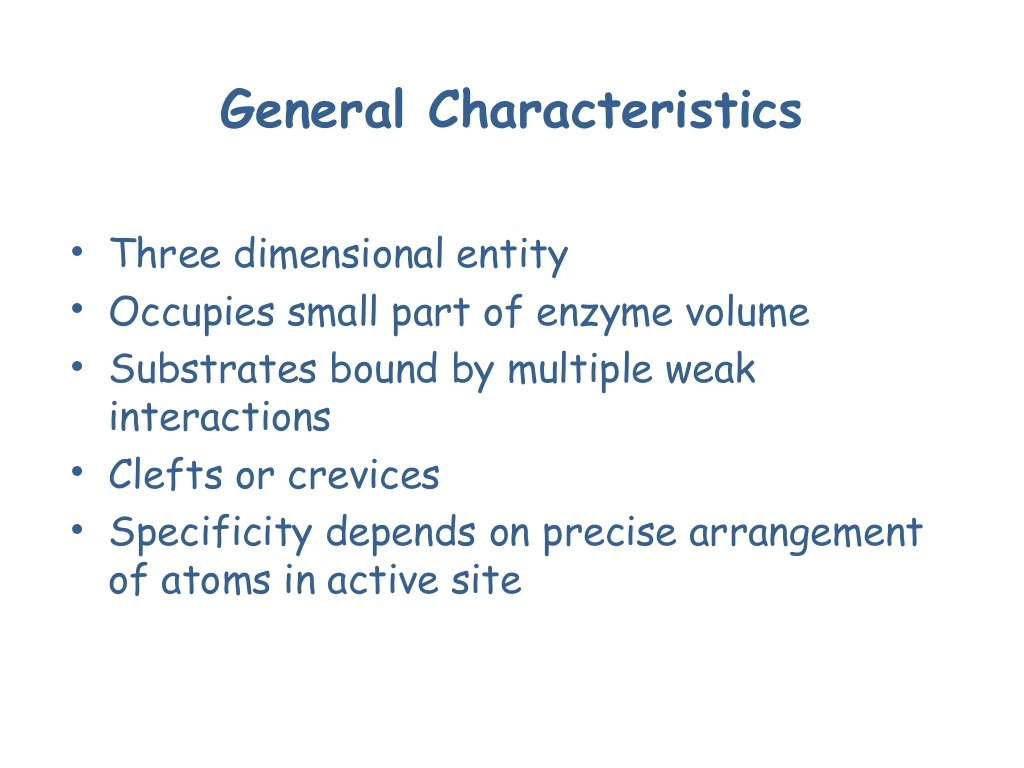 General Characteristics
• Three dimensional entity
• Occupies small part of enzyme volume
• Substrates bound by multiple weak
interactions
• Clefts or crevices
• Specificity depends on precise arrangement
of atoms in active site